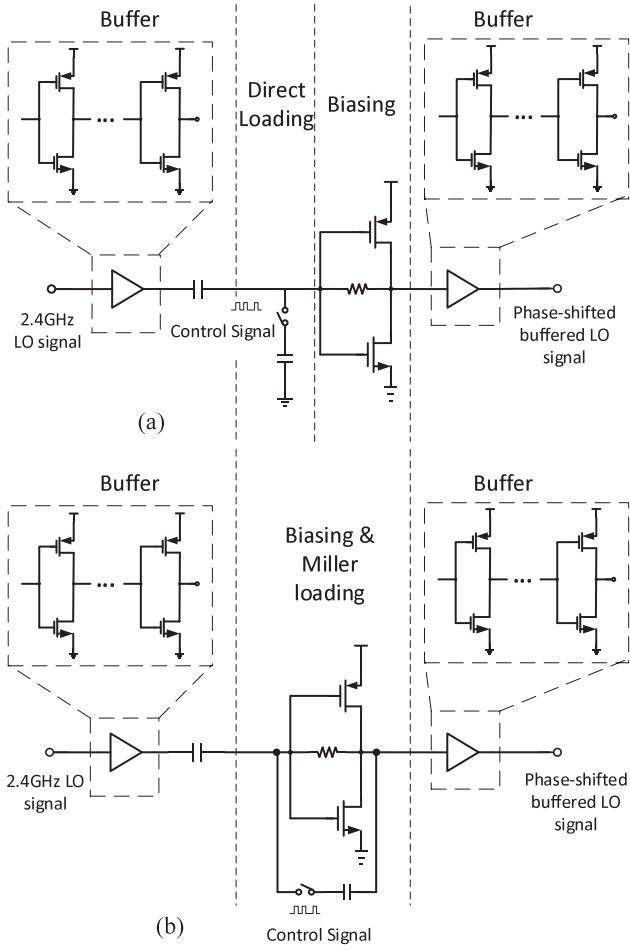 Buffer
Buffer
Direct
Loading
Biasing
2.4GHz
LO signal
Control Signal
Phase-shifted
buffered LO
signal
(a)
Buffer
Buffer
Biasing &
Miller
loading
2.4GHz LO
signal
Phase-shifted
buffered LO
signal
Control Signal
(b)